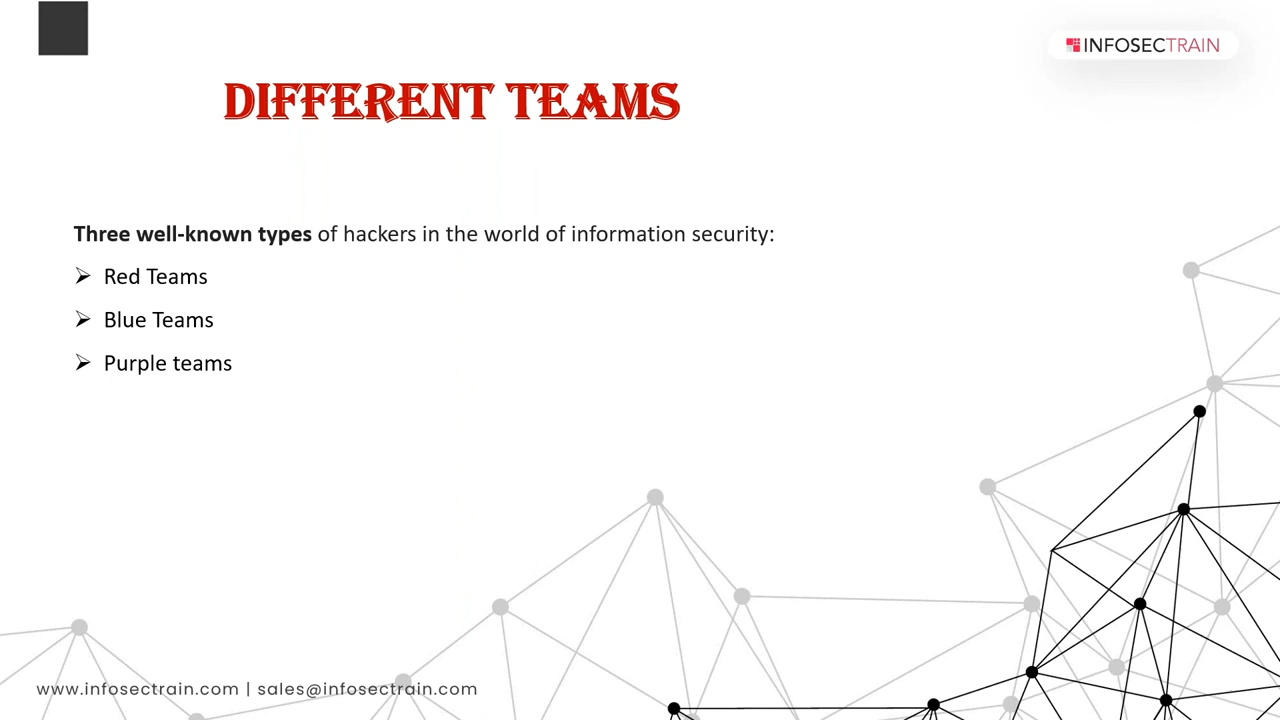 INFOSECTRAIN
DIFFERENT TEAMS
Three well-known types of hackers in the world of information security:
➢ Red Teams
➢ Blue Teams
➢ Purple teams
www.infosectrain.com | sales@infosectrain.com